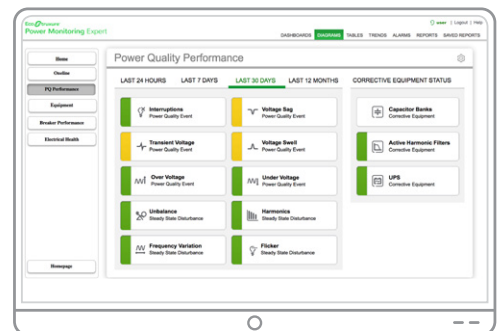 EcoStruxure
Power Monitoring Expert
user | Logout | Help
DASHBOARDS DIAGRAMS TABLES TRENDS ALARMS REPORTS SAVED REPORTS
Home
Oneline
PQ Performance
Equipment
Breaker Performance
Electrical Health
Homepage
Power Quality Performance
LAST 24 HOURS LAST 7 DAYS LAST 30 DAYS LAST 12 MONTHS
Interruptions
Power Quality Event
Voltage Sag
Power Quality Event
Transient Voltage
Power Quality Event
Voltage Swell
Power Quality Event
Over Voltage
Power Quality Event
Under Voltage
Power Quality Event
Unbalance
Steady State Disturbance
Harmonics
Steady State Disturbance
Frequency Variation
Steady State Disturbance
Flicker
Steady State Disturbance
CORRECTIVE EQUIPMENT STATUS
Capacitor Banks
Corrective Equipment
Active Harmonic Filters
Corrective Equipment
UPS
Corrective Equipment